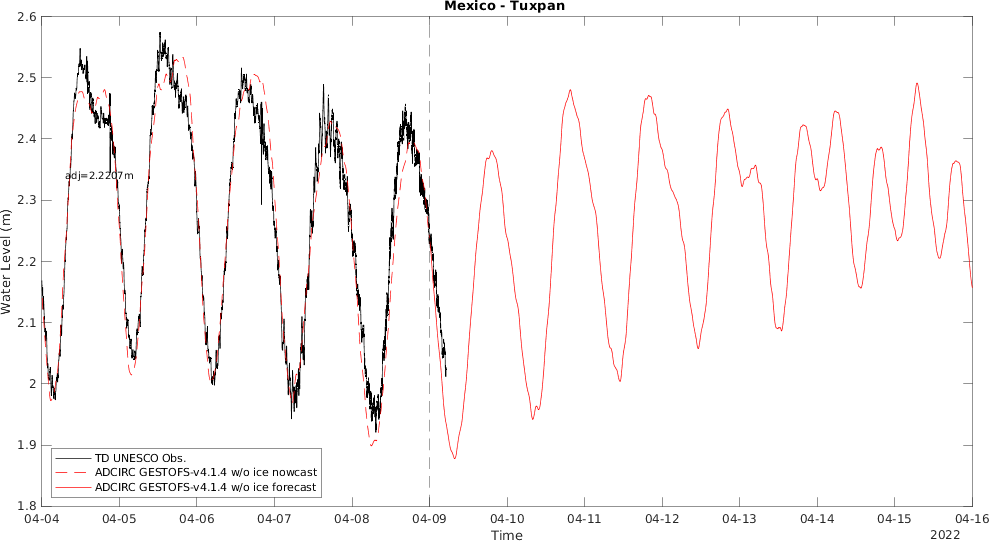 Mexico - Tuxpan
2.6
2.5
2.4
2.3
2.2
2.1
2
1.9
1.8
Water Level (m)
adj=2.2207m
TD UNESCO Obs.
ADCIRC GESTOFS-v4.1.4 w/o ice nowcast
ADCIRC GESTOFS-v4.1.4 w/o ice forecast
04-04 04-05 04-06 04-07 04-08 04-09 04-10 04-11 04-12 04-13 04-14 04-15 04-16
Time
2022